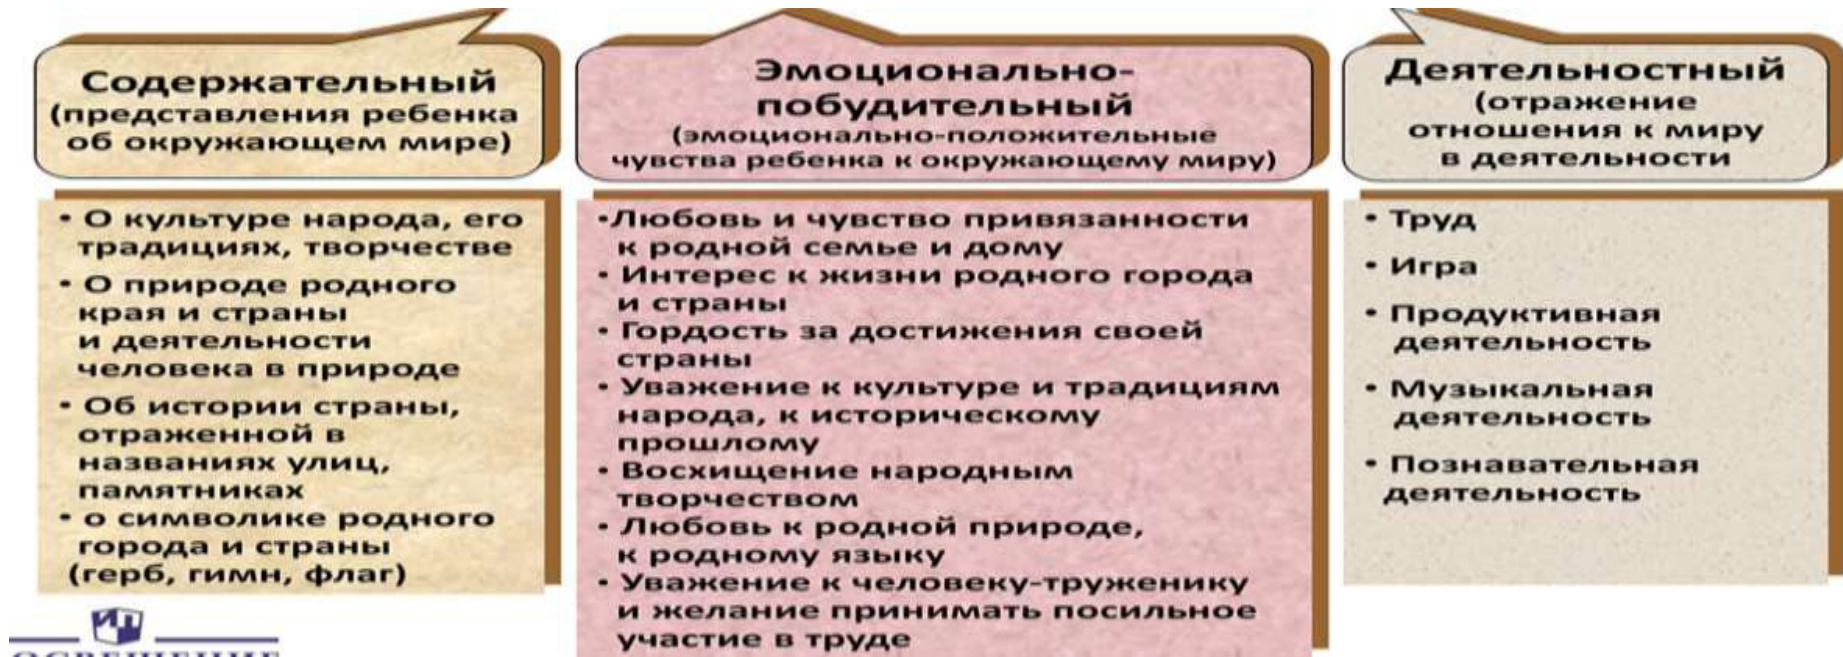 Содержательный
(представления ребенка
об окружающем мире)
• О культуре народа, его
традициях, творчестве
• О природе родного
края и страны
и деятельности
человека в природе
• Об истории страны,
отраженной в
названиях улиц,
памятниках
• о символике родного
города и страны
(герб, гимн, флаг)
Эмоционально-
побудительный
(эмоционально-положительные
чувства ребенка к окружающему миру)
•Любовь и чувство привязанности
к родной семье и дому
• Интерес к жизни родного города
и страны
• Гордость за достижения своей
страны
• Уважение к культуре и традициям
народа, к историческому
прошлому
• Восхищение народным
творчеством
• Любовь к родной природе,
к родному языку
• Уважение к человеку-труженику
и желание принимать посильное
участие в труде
Деятельностный
(отражение
отношения к миру
в деятельности
• Труд
• Игра
• Продуктивная
деятельность
• Музыкальная
деятельность
• Познавательная
деятельность